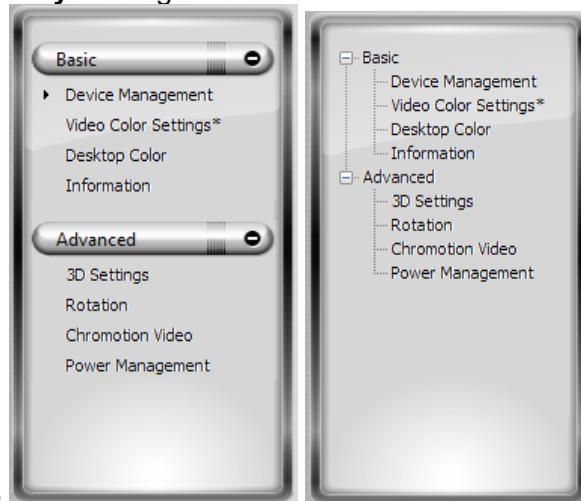 Basic
Device Management
Video Color Settings*
Desktop Color
Information
Advanced
3D Settings
Rotation
Chromotion Video
Power Management
Basic
Device Management
Video Color Settings*
Desktop Color
Information
Advanced
3D Settings
Rotation
Chromotion Video
Power Management